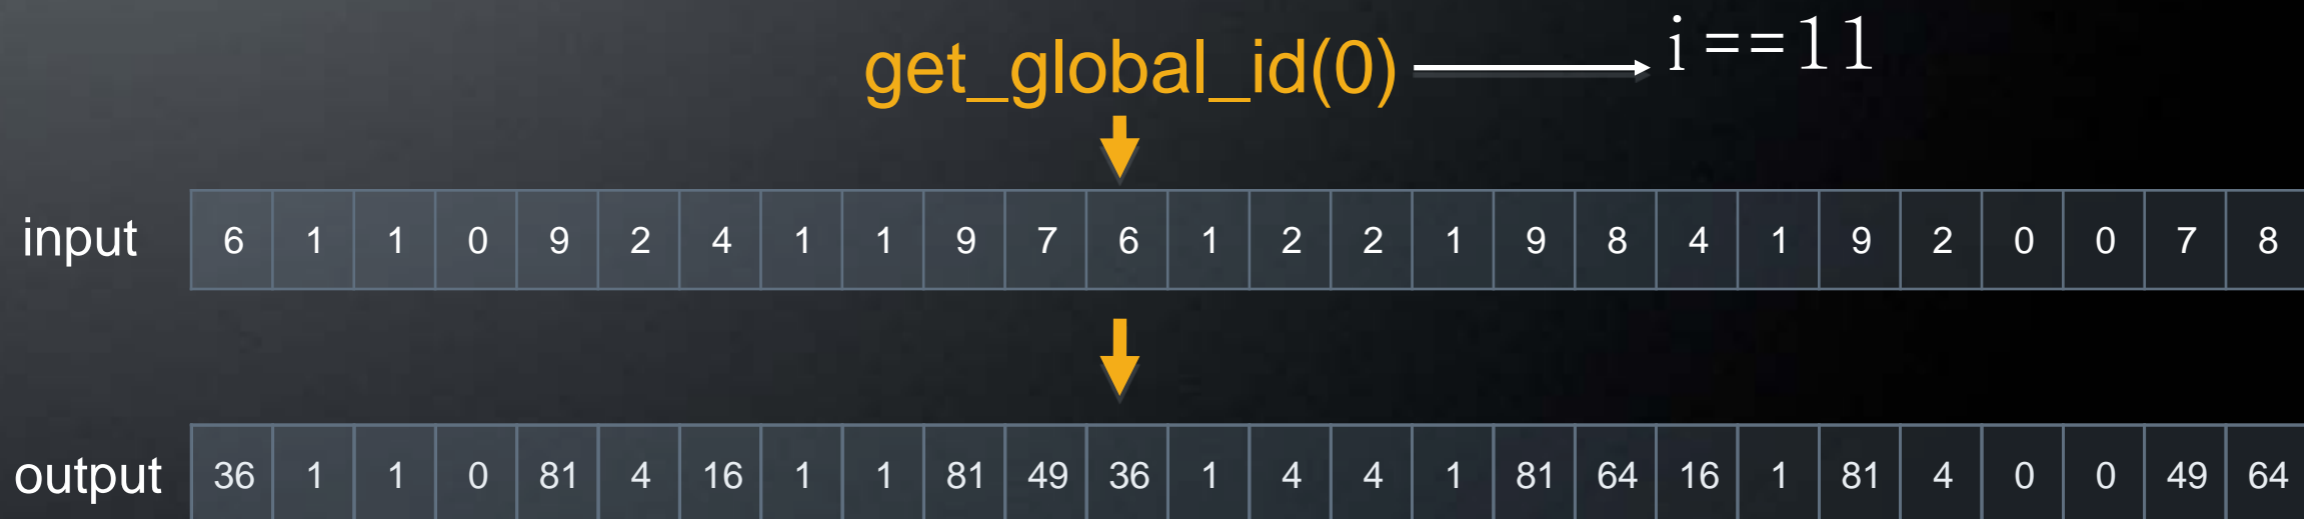 get_global_id(0) i==11
input 6 1 1 0 9 2 4 1 1 9 7 6 1 2 2 1 9 8 4 1 9 2 0 0 7 8
output 36 1 1 0 81 4 16 1 1 81 49 36 1 4 4 1 81 64 16 1 81 4 0 0 49 64